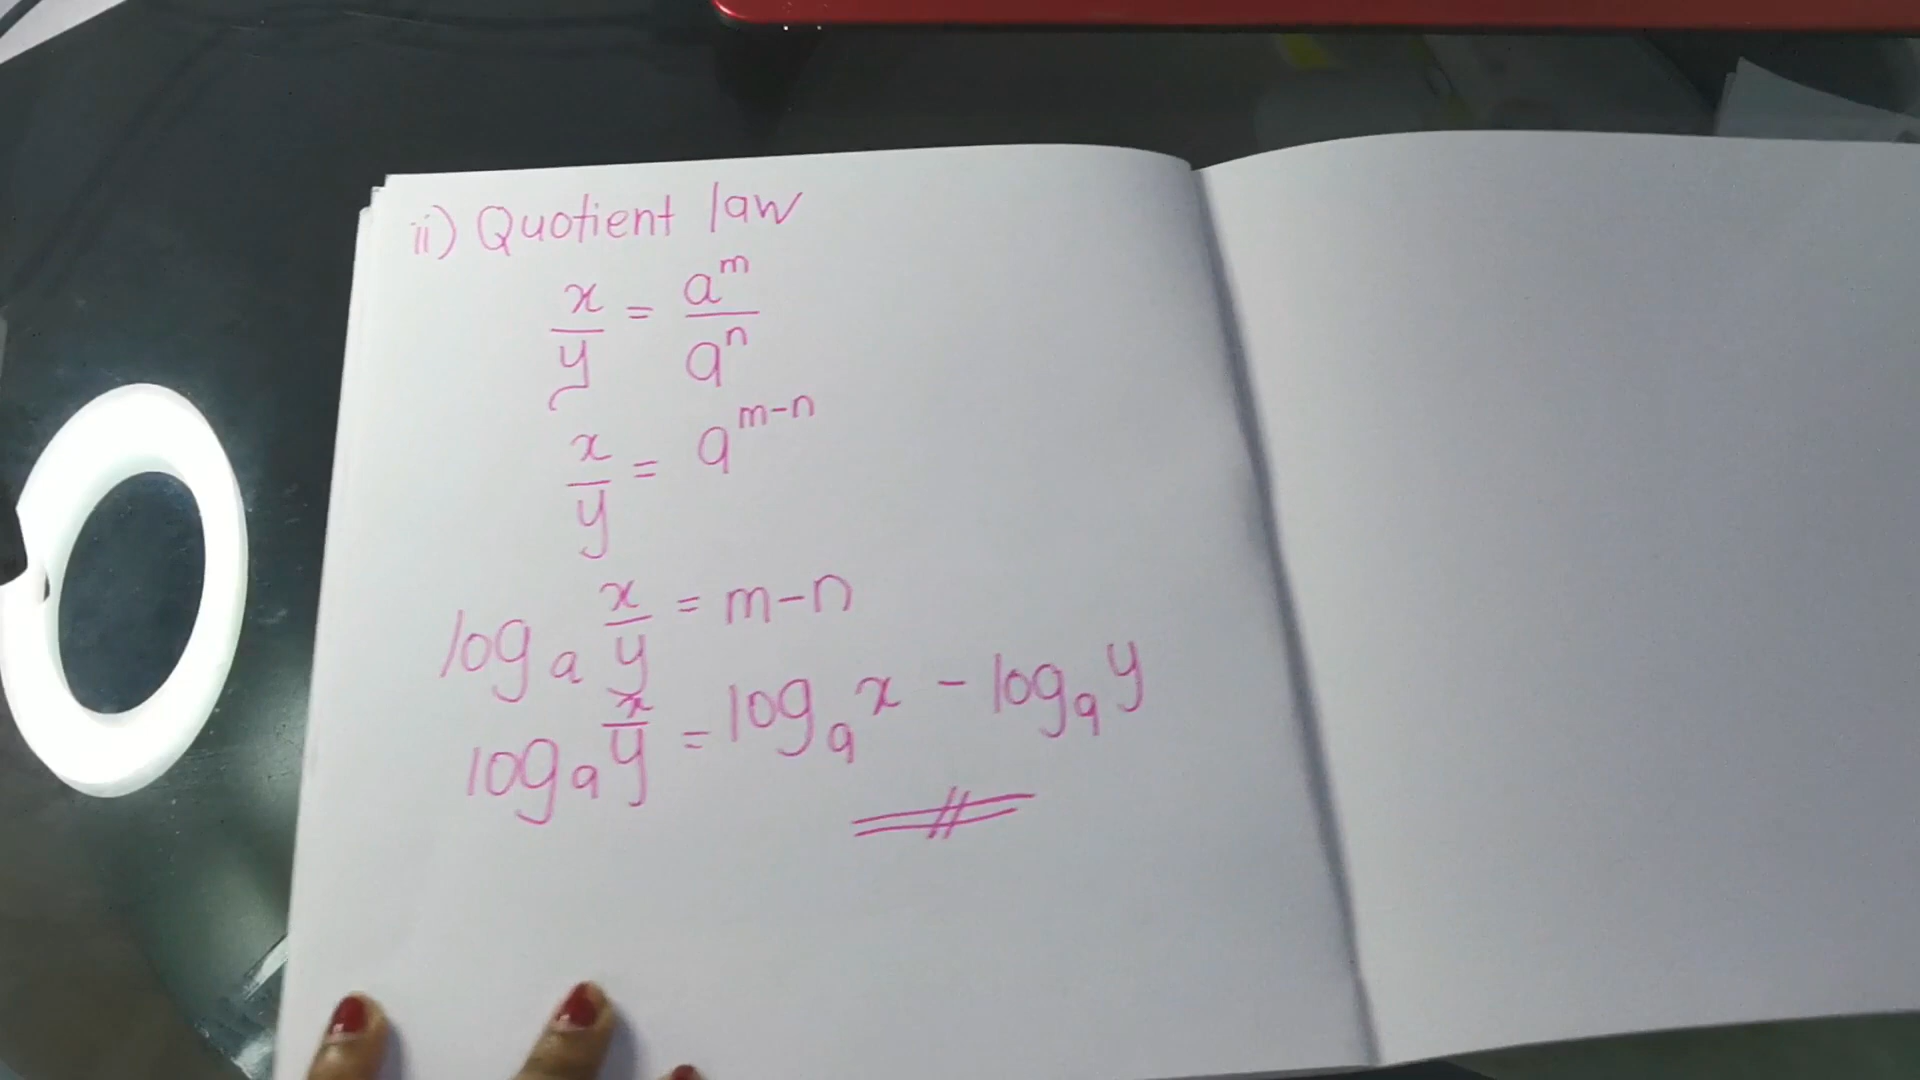 ii) Quotient law
x/y = a^m/a^n
x/y = a^(m-n)
log_a x/y = m-n
log_a x/y = log_a x - log_a y